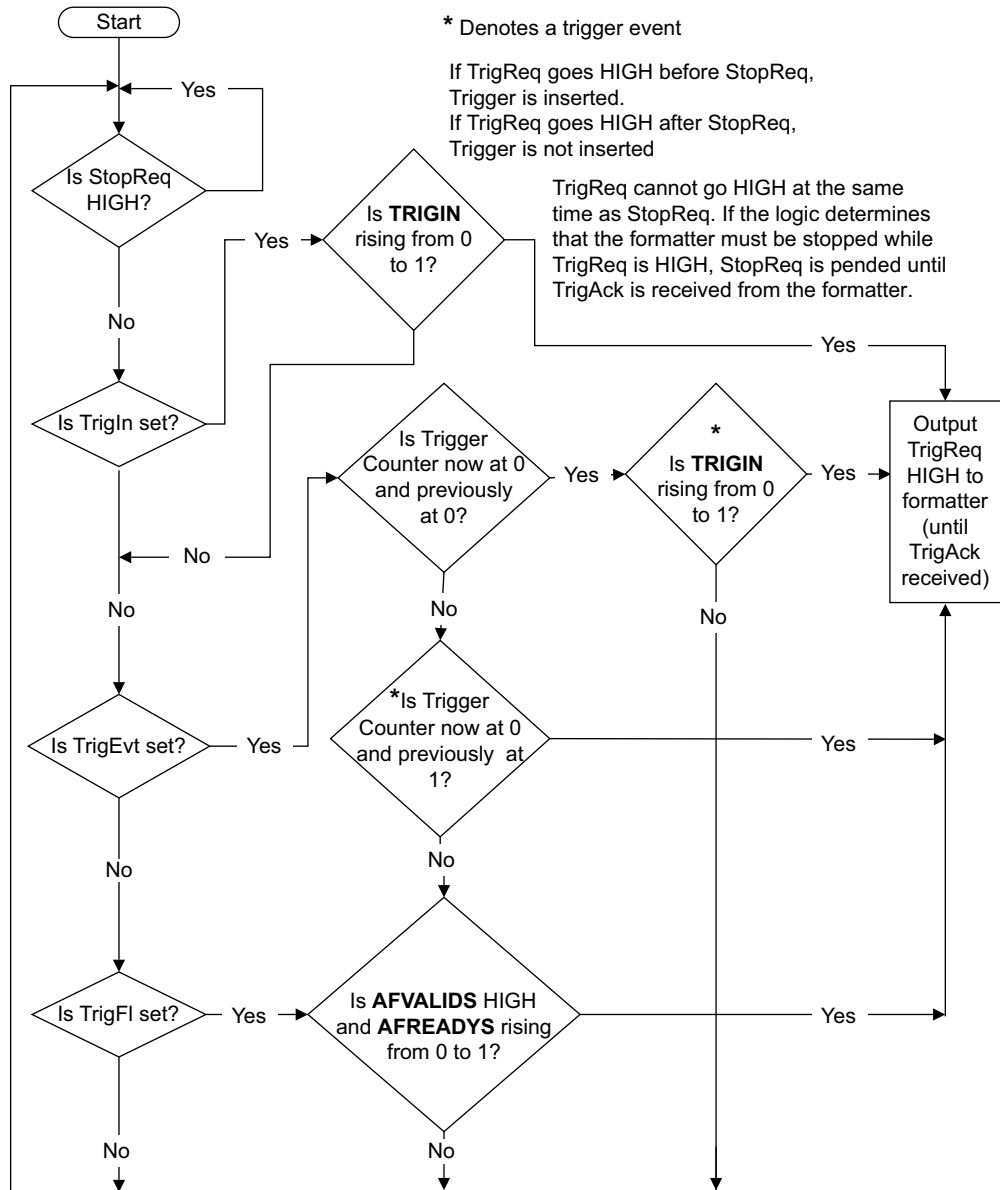 Start
* Denotes a trigger event
If TrigReq goes HIGH before StopReq,
Trigger is inserted.
If TrigReq goes HIGH after StopReq,
Trigger is not inserted
TrigReq cannot go HIGH at the same
time as StopReq. If the logic determines
that the formatter must be stopped while
TrigReq is HIGH, StopReq is pended until
TrigAck is received from the formatter.
Yes
Is StopReq
HIGH?
No
Is TrigIn set?
Yes
Is TRIGIN
rising from 0
to 1?
Yes
No
No
Is TrigEvt set?
Yes
Is Trigger
Counter now at 0
and previously
at 0?
Yes
*
Is TRIGIN
rising from 0
to 1?
Yes
Output
TrigReq
HIGH to
formatter
(until
TrigAck
received)
No
No
*Is Trigger
Counter now at 0
and previously at
1?
Yes
No
No
Is TrigFl set?
Yes
Is AFVALIDS HIGH
and AFREADYS rising
from 0 to 1?
Yes
No
No